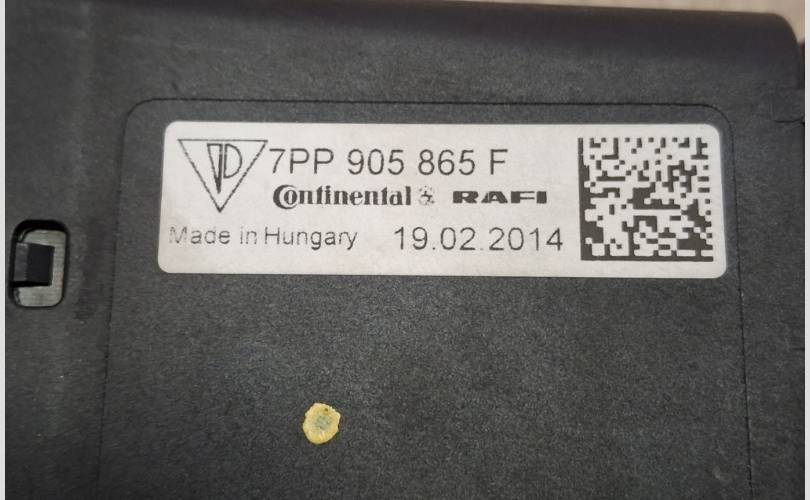 7PP 905 865 F
Continental RAFI
Made in Hungary 19.02.2014